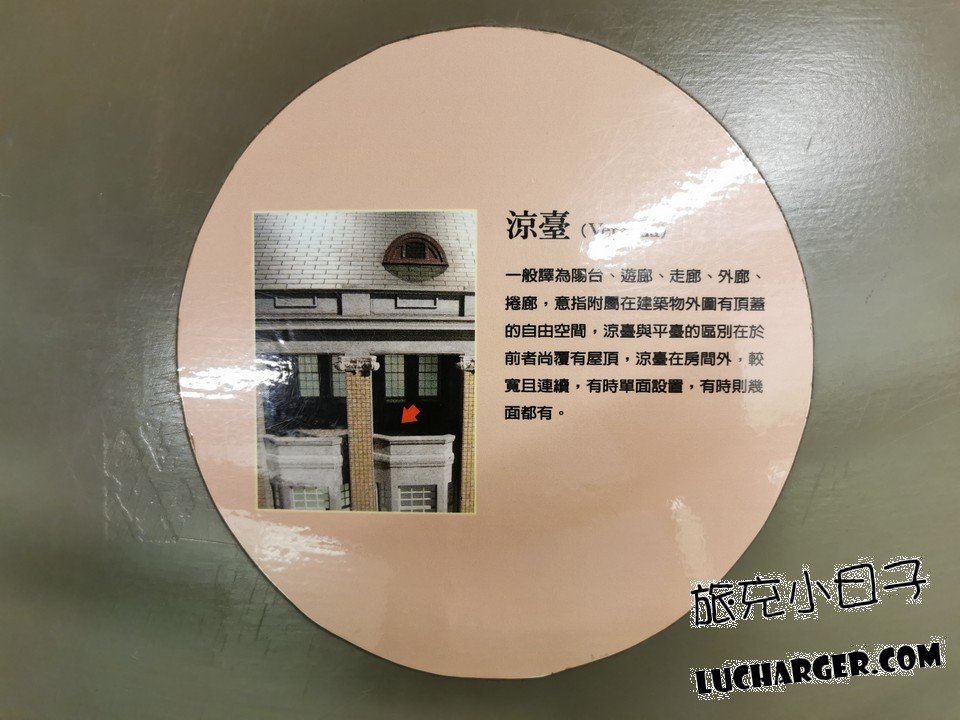 涼臺
一般譯為陽台、遊廊、走廊、外廊、
捲廊，意指附屬在建築物外圍有頂蓋
的自由空間，涼臺與平臺的區別在於
前者尚覆有屋頂，涼臺在房間外，較
寬且連續，有時單面設置，有時則幾
面都有。
旅充小日子
LUCHARGER.COM